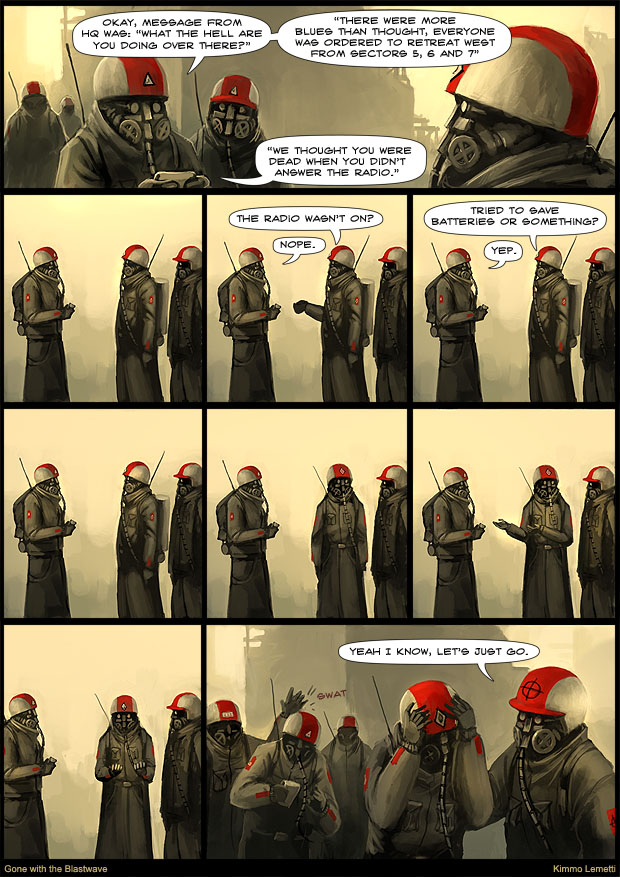 OKAY, MESSAGE FROM
HQ WAS: "WHAT THE HELL ARE
YOU DOING OVER THERE?"
"THERE WERE MORE
BLUES THAN THOUGHT, EVERYONE
WAS ORDERED TO RETREAT WEST
FROM SECTORS 5, 6 AND 7"
"WE THOUGHT YOU WERE
DEAD WHEN YOU DIDN'T
ANSWER THE RADIO."
THE RADIO WASN'T ON?
NOPE.
TRIED TO SAVE
BATTERIES OR SOMETHING?
YEP.
YEAH I KNOW, LET'S JUST GO.
SWAT
Gone with the Blastwave
Kimmo Lemetti